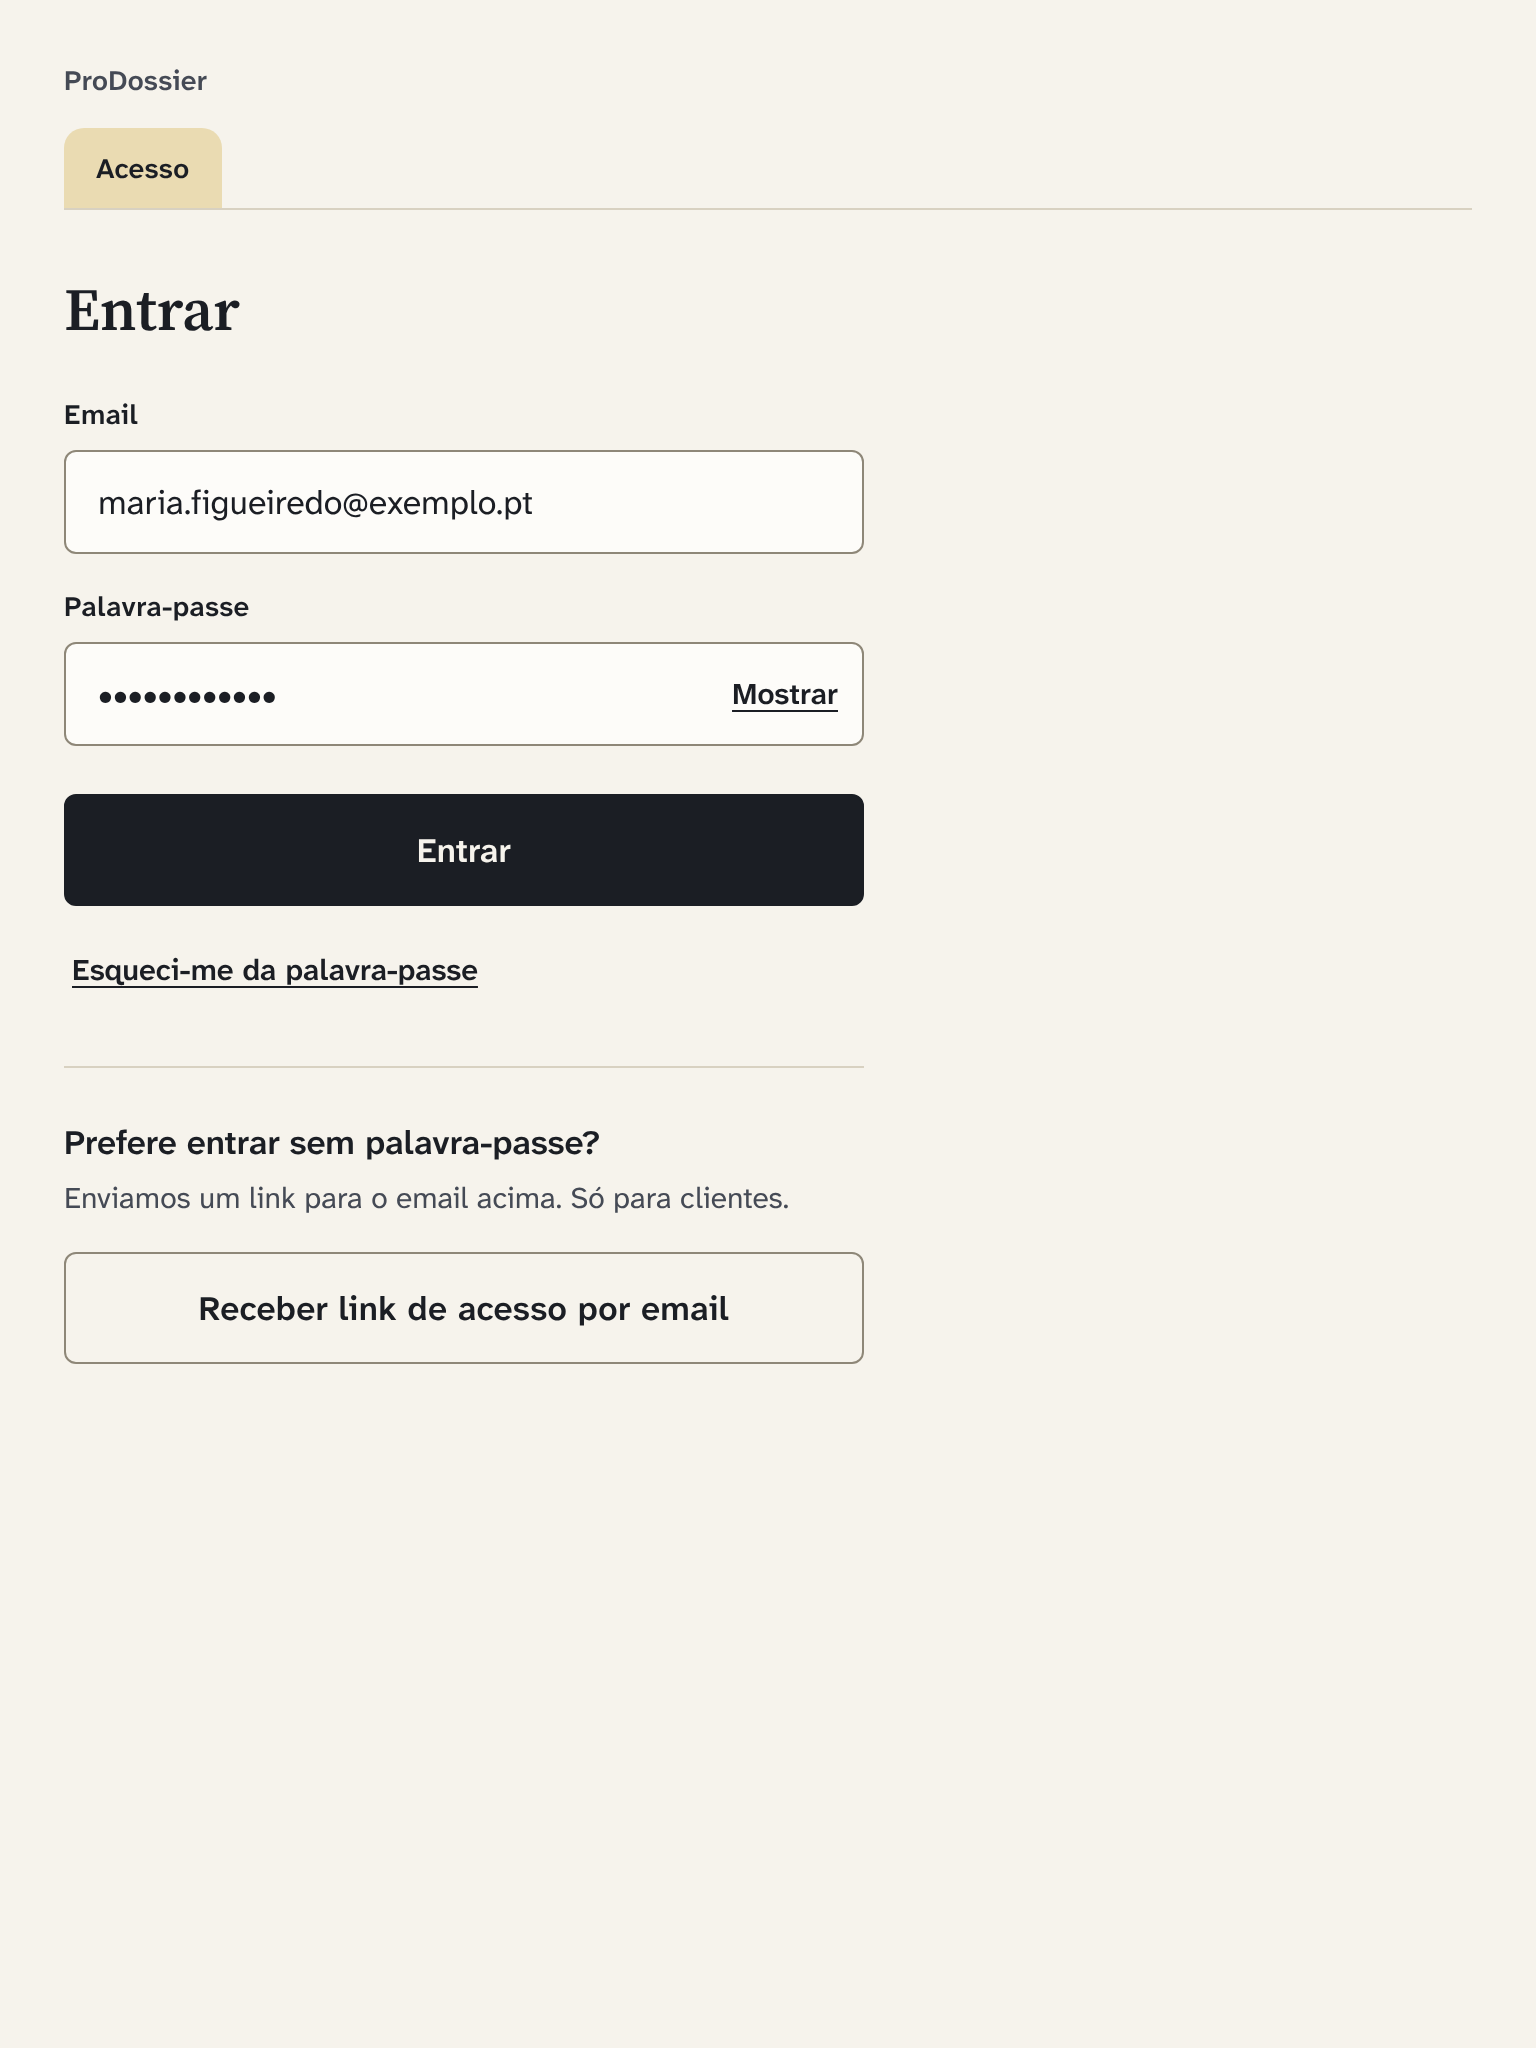 ProDossier
Acesso
Entrar
Email
maria.figueiredo@exemplo.pt
Palavra-passe
••••••••••••
Mostrar
Entrar
Esqueci-me da palavra-passe
Prefere entrar sem palavra-passe?
Enviamos um link para o email acima. Só para clientes.
Receber link de acesso por email